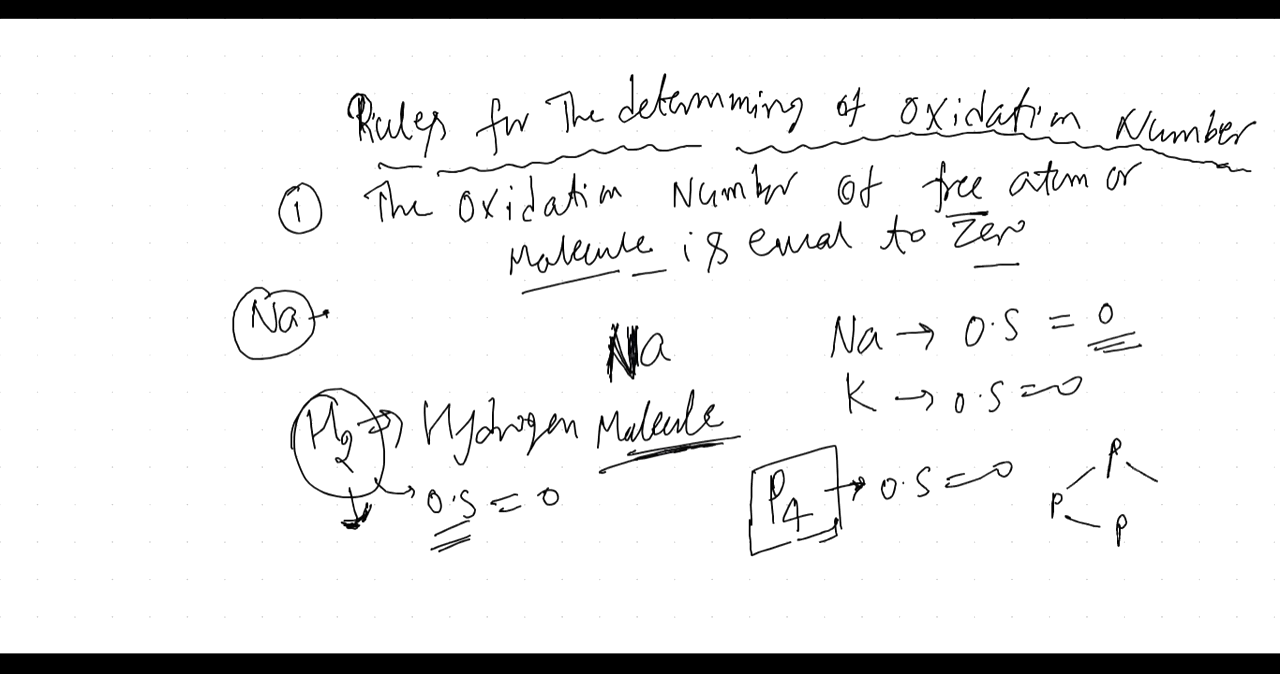 Rules for The determining of oxidation Number
① The oxidation Number of free atom or
Molecule is equal to Zero
Na
Na
Na → O.S = 0
K → O.S = 0
H2 → Hydrogen Molecule
→ O.S = 0
P4 → O.S = 0
P
P
P